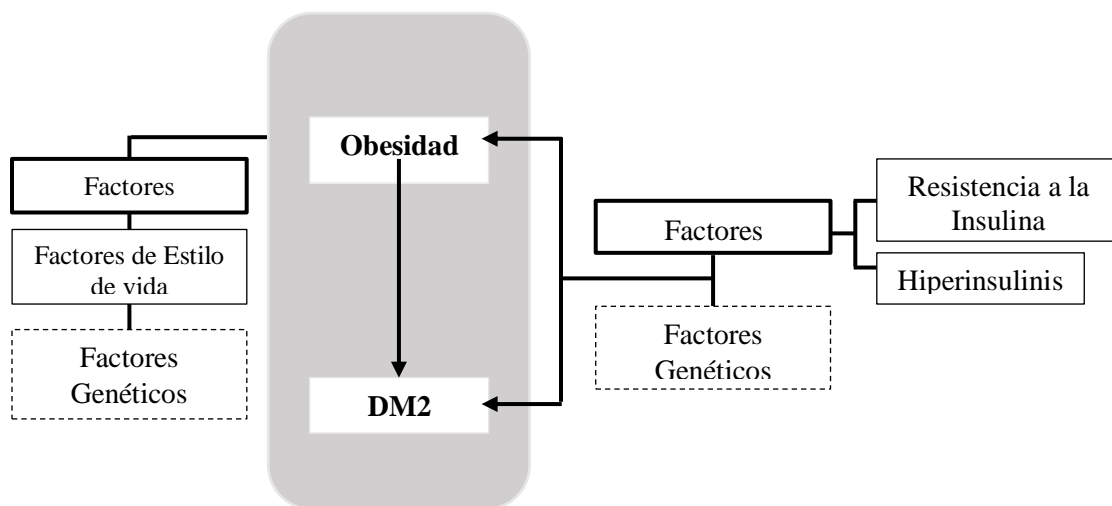 Obesidad
DM2
Factores
Factores de Estilo
de vida
Factores
Genéticos
Factores
Factores
Genéticos
Resistencia a la
Insulina
Hiperinsulinis